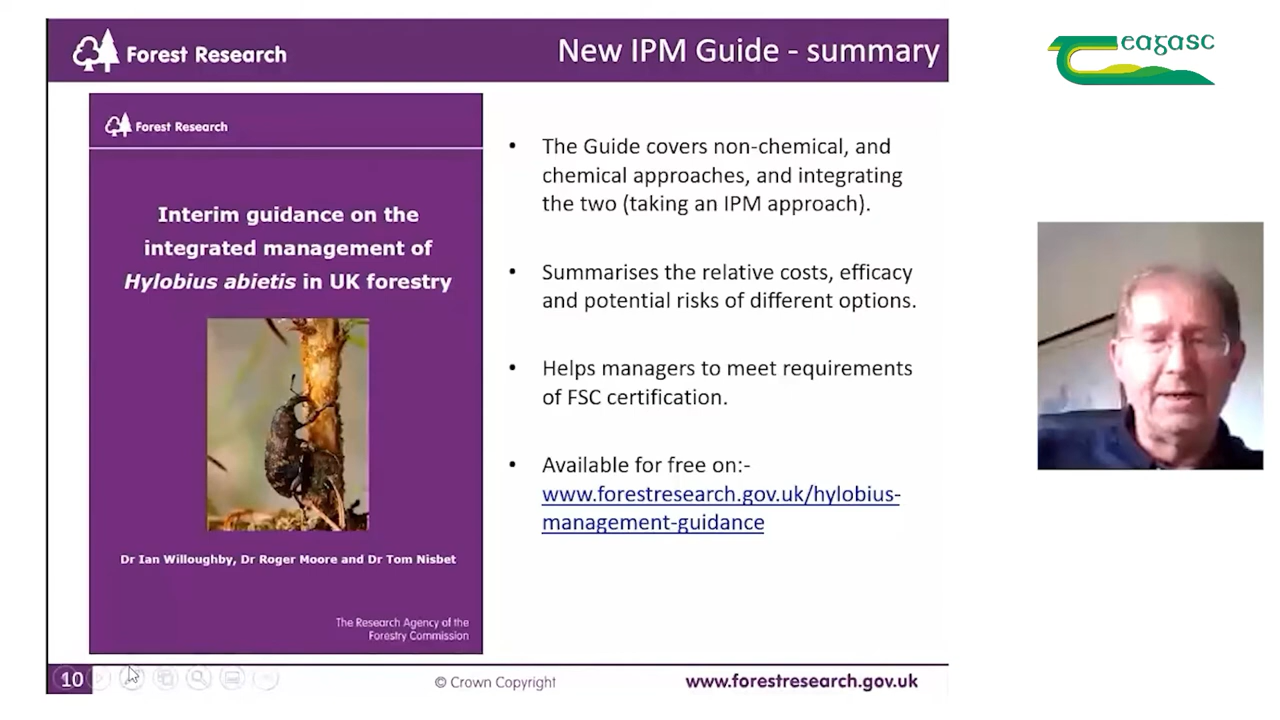 Forest Research
New IPM Guide - summary
eagasc
Forest Research
Interim guidance on the
integrated management of
Hylobius abietis in UK forestry
Dr Ian Willoughby, Dr Roger Moore and Dr Tom Nisbet
The Research Agency of the
Forestry Commission
• The Guide covers non-chemical, and
chemical approaches, and integrating
the two (taking an IPM approach).
• Summarises the relative costs, efficacy
and potential risks of different options.
• Helps managers to meet requirements
of FSC certification.
• Available for free on:-
www.forestresearch.gov.uk/hylobius-
management-guidance
10
© Crown Copyright
www.forestresearch.gov.uk